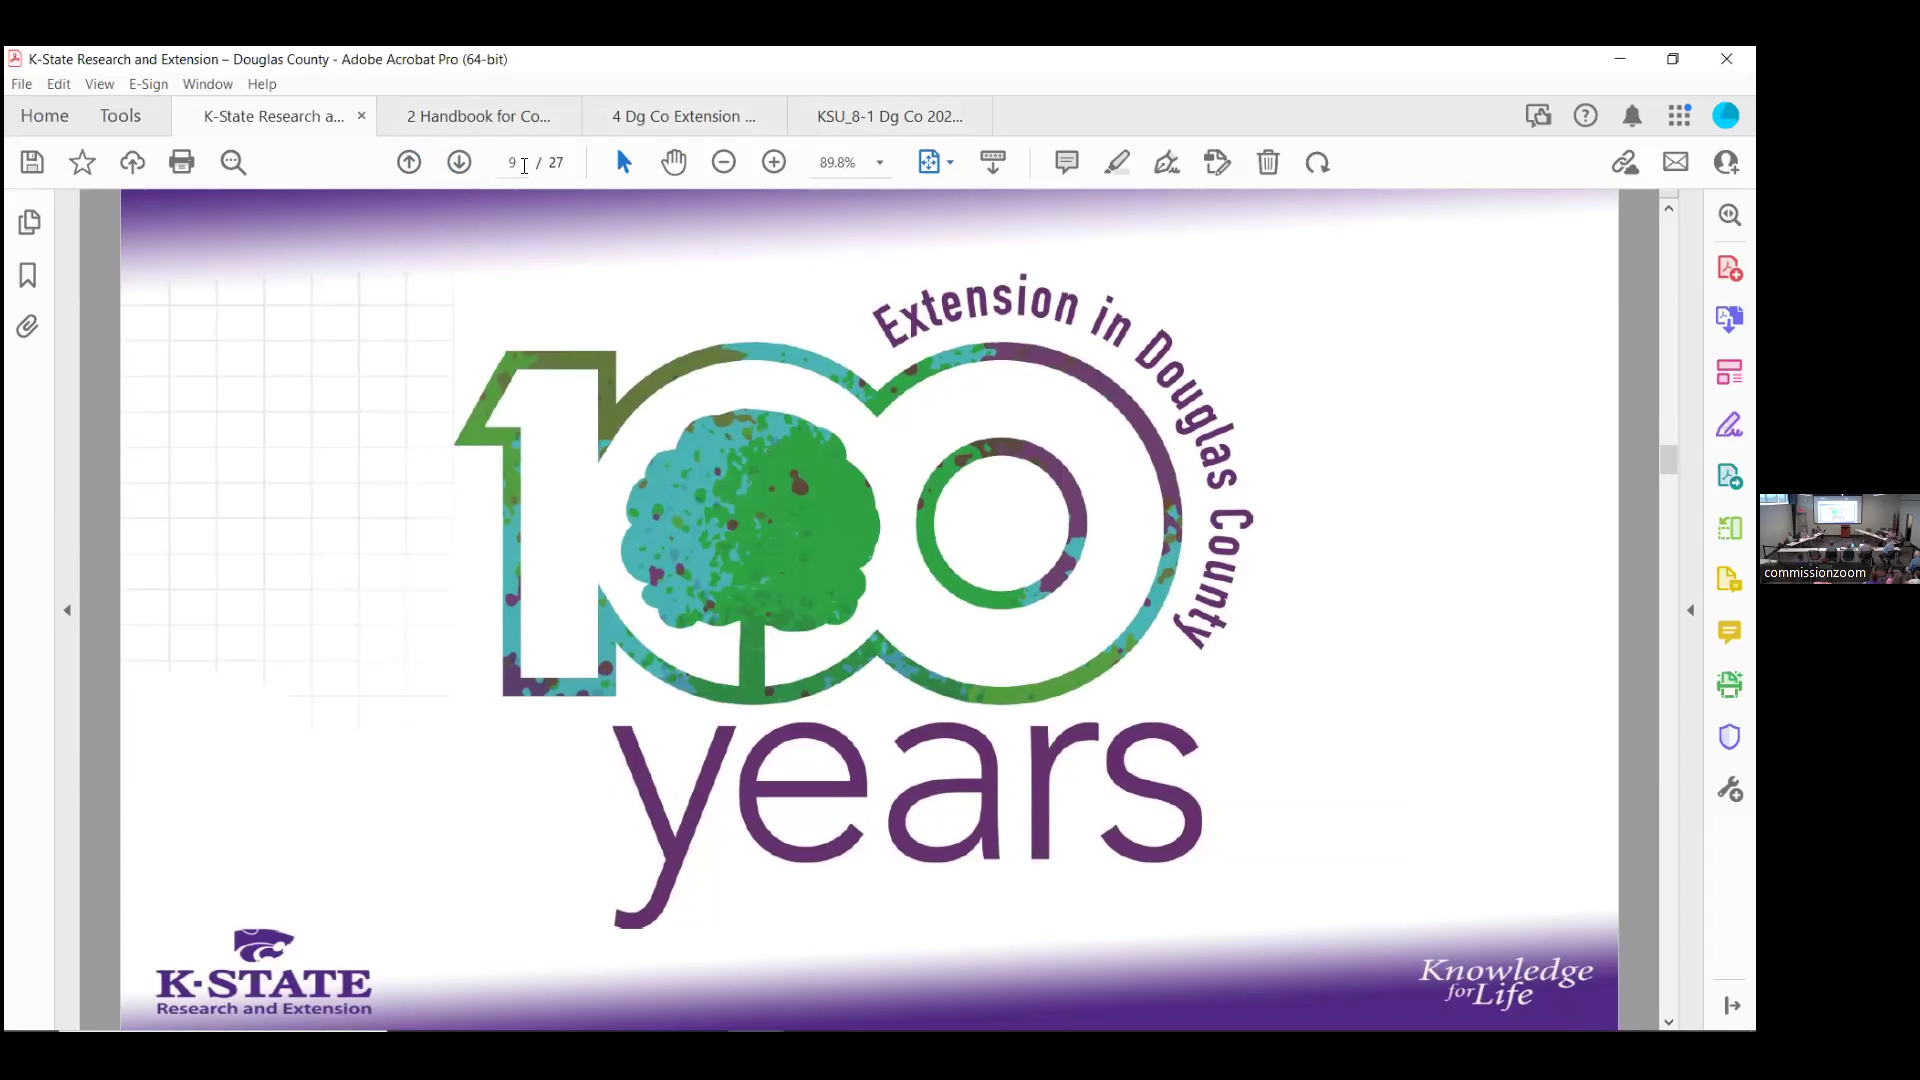 K-State Research and Extension – Douglas County - Adobe Acrobat Pro (64-bit)
File Edit View E-Sign Window Help
Home Tools K-State Research a... 2 Handbook for Co... 4 Dg Co Extension ... KSU_8-1 Dg Co 202...
9 / 27 89.8%
Extension in Douglas County
100
years
K-STATE
Research and Extension
Knowledge
for Life
commissionzoom